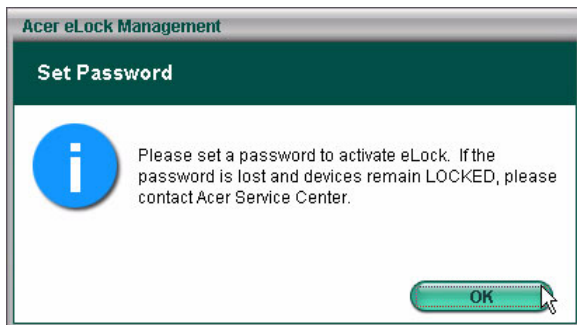 Acer eLock Management
Set Password
Please set a password to activate eLock. If the
password is lost and devices remain LOCKED, please
contact Acer Service Center.
OK